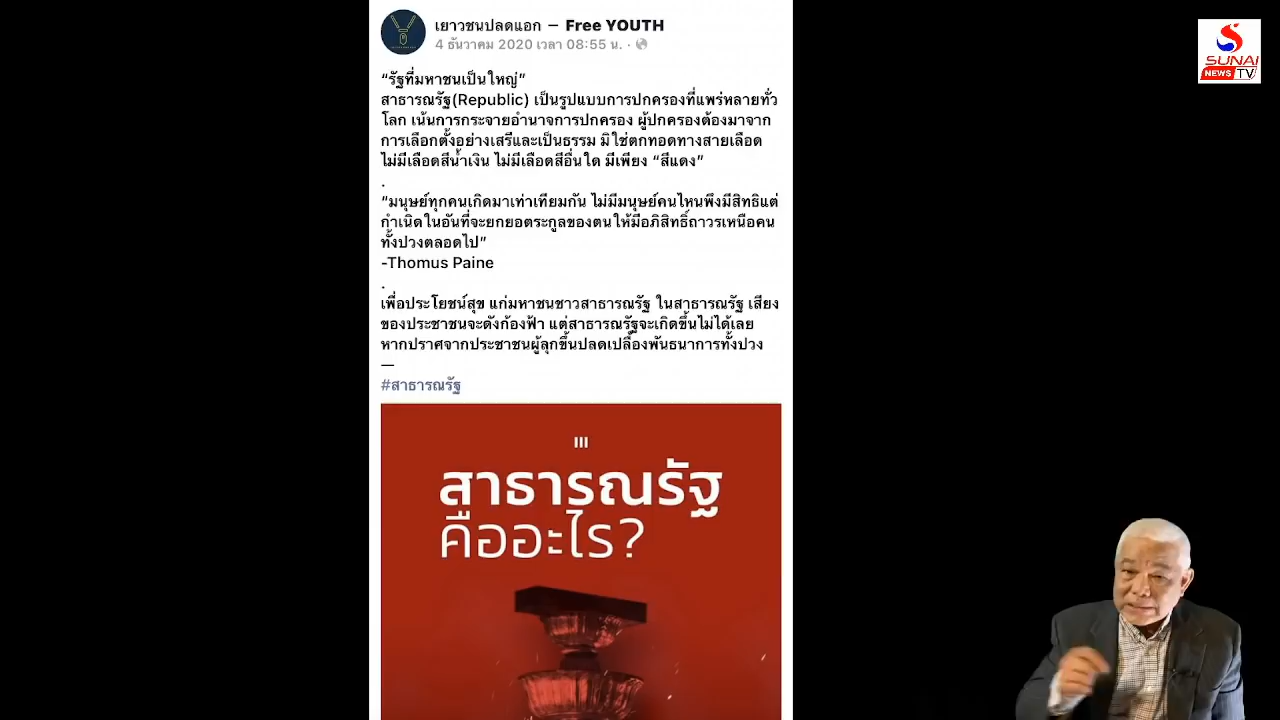 เยาวชนปลดแอก – Free YOUTH
4 ธันวาคม 2020 เวลา 08:55 น. ·
SUNAI
NEWS TV
“รัฐที่มหาชนเป็นใหญ่”
สาธารณรัฐ(Republic) เป็นรูปแบบการปกครองที่แพร่หลายทั่ว
โลก เน้นการกระจายอำนาจการปกครอง ผู้ปกครองต้องมาจาก
การเลือกตั้งอย่างเสรีและเป็นธรรม มิใช่ตกทอดทางสายเลือด
ไม่มีเลือดสีน้ำเงิน ไม่มีเลือดสีอื่นใด มีเพียง “สีแดง”
.
“มนุษย์ทุกคนเกิดมาเท่าเทียมกัน ไม่มีมนุษย์คนไหนพึงมีสิทธิแต่
กำเนิดในอันที่จะยกยอตระกูลของตนให้มีอภิสิทธิ์ถาวรเหนือคน
ทั้งปวงตลอดไป”
-Thomus Paine
.
เพื่อประโยชน์สุข แก่มหาชนชาวสาธารณรัฐ ในสาธารณรัฐ เสียง
ของประชาชนจะดังก้องฟ้า แต่สาธารณรัฐจะเกิดขึ้นไม่ได้เลย
หากปราศจากประชาชนผู้ลุกขึ้นปลดเปลื้องพันธนาการทั้งปวง
—
#สาธารณรัฐ
สาธารณรัฐ
คืออะไร?